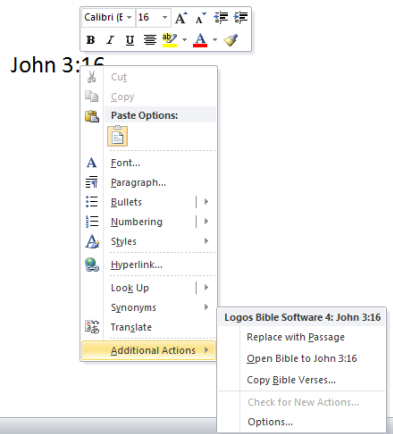 Calibri (E 16 A A
B I U ab A
John 3:16
Cut
Copy
Paste Options:
A Font...
Paragraph...
Bullets
Numbering
A Styles
Hyperlink...
Look Up
Synonyms
Translate
Additional Actions
Logos Bible Software 4: John 3:16
Replace with Passage
Open Bible to John 3:16
Copy Bible Verses...
Check for New Actions...
Options...